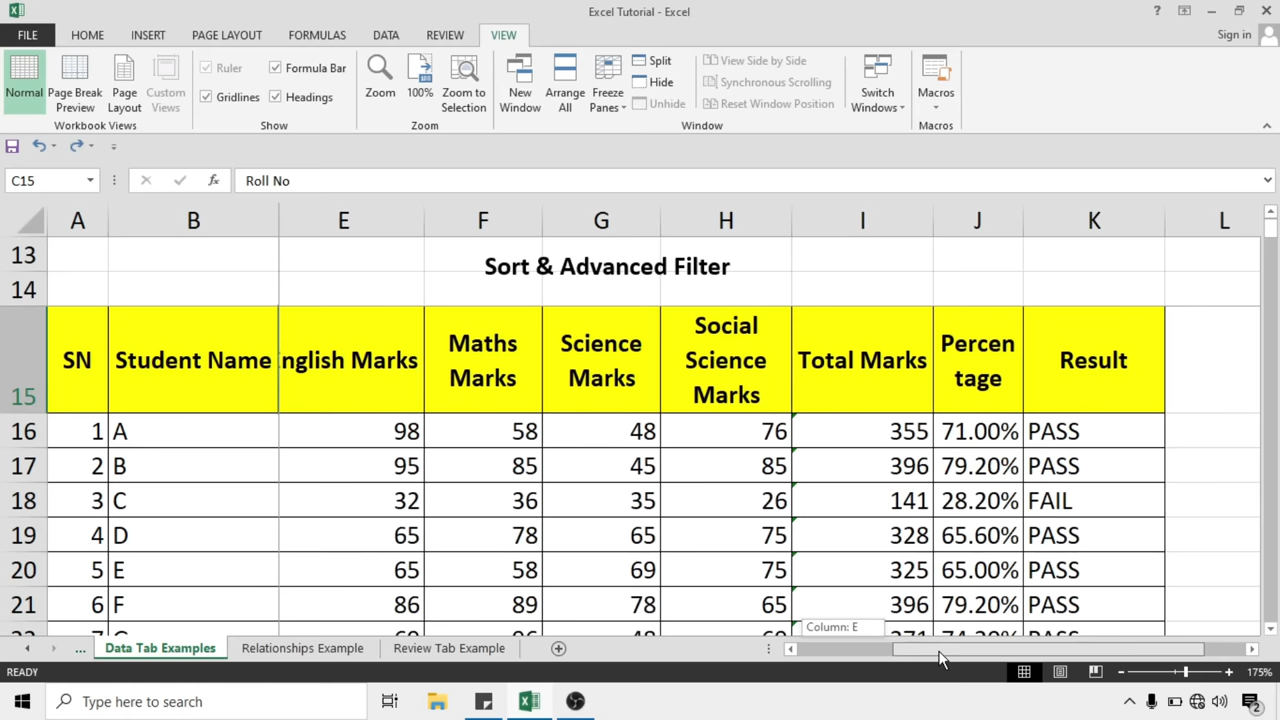 Excel Tutorial - Excel
?
FILE HOME INSERT PAGE LAYOUT FORMULAS DATA REVIEW VIEW Sign in
Normal
Page Break
Preview
Page
Layout
Custom
Views
Workbook Views
Ruler
Formula Bar
Gridlines
Headings
Show
Zoom
100%
Zoom to
Selection
Zoom
New
Window
Arrange
All
Freeze
Panes
Split
Hide
Unhide
View Side by Side
Synchronous Scrolling
Reset Window Position
Window
Switch
Windows
Macros
Macros
C15 fx Roll No
A B E F G H I J K L
13
Sort & Advanced Filter
14
15
SN
Student Name
nglish Marks
Maths
Marks
Science
Marks
Social
Science
Marks
Total Marks
Percen
tage
Result
16 1 A 98 58 48 76 355 71.00% PASS
17 2 B 95 85 45 85 396 79.20% PASS
18 3 C 32 36 35 26 141 28.20% FAIL
19 4 D 65 78 65 75 328 65.60% PASS
20 5 E 65 58 69 75 325 65.00% PASS
21 6 F 86 89 78 65 396 79.20% PASS
Column: E
... Data Tab Examples Relationships Example Review Tab Example
READY 175%
Type here to search
2